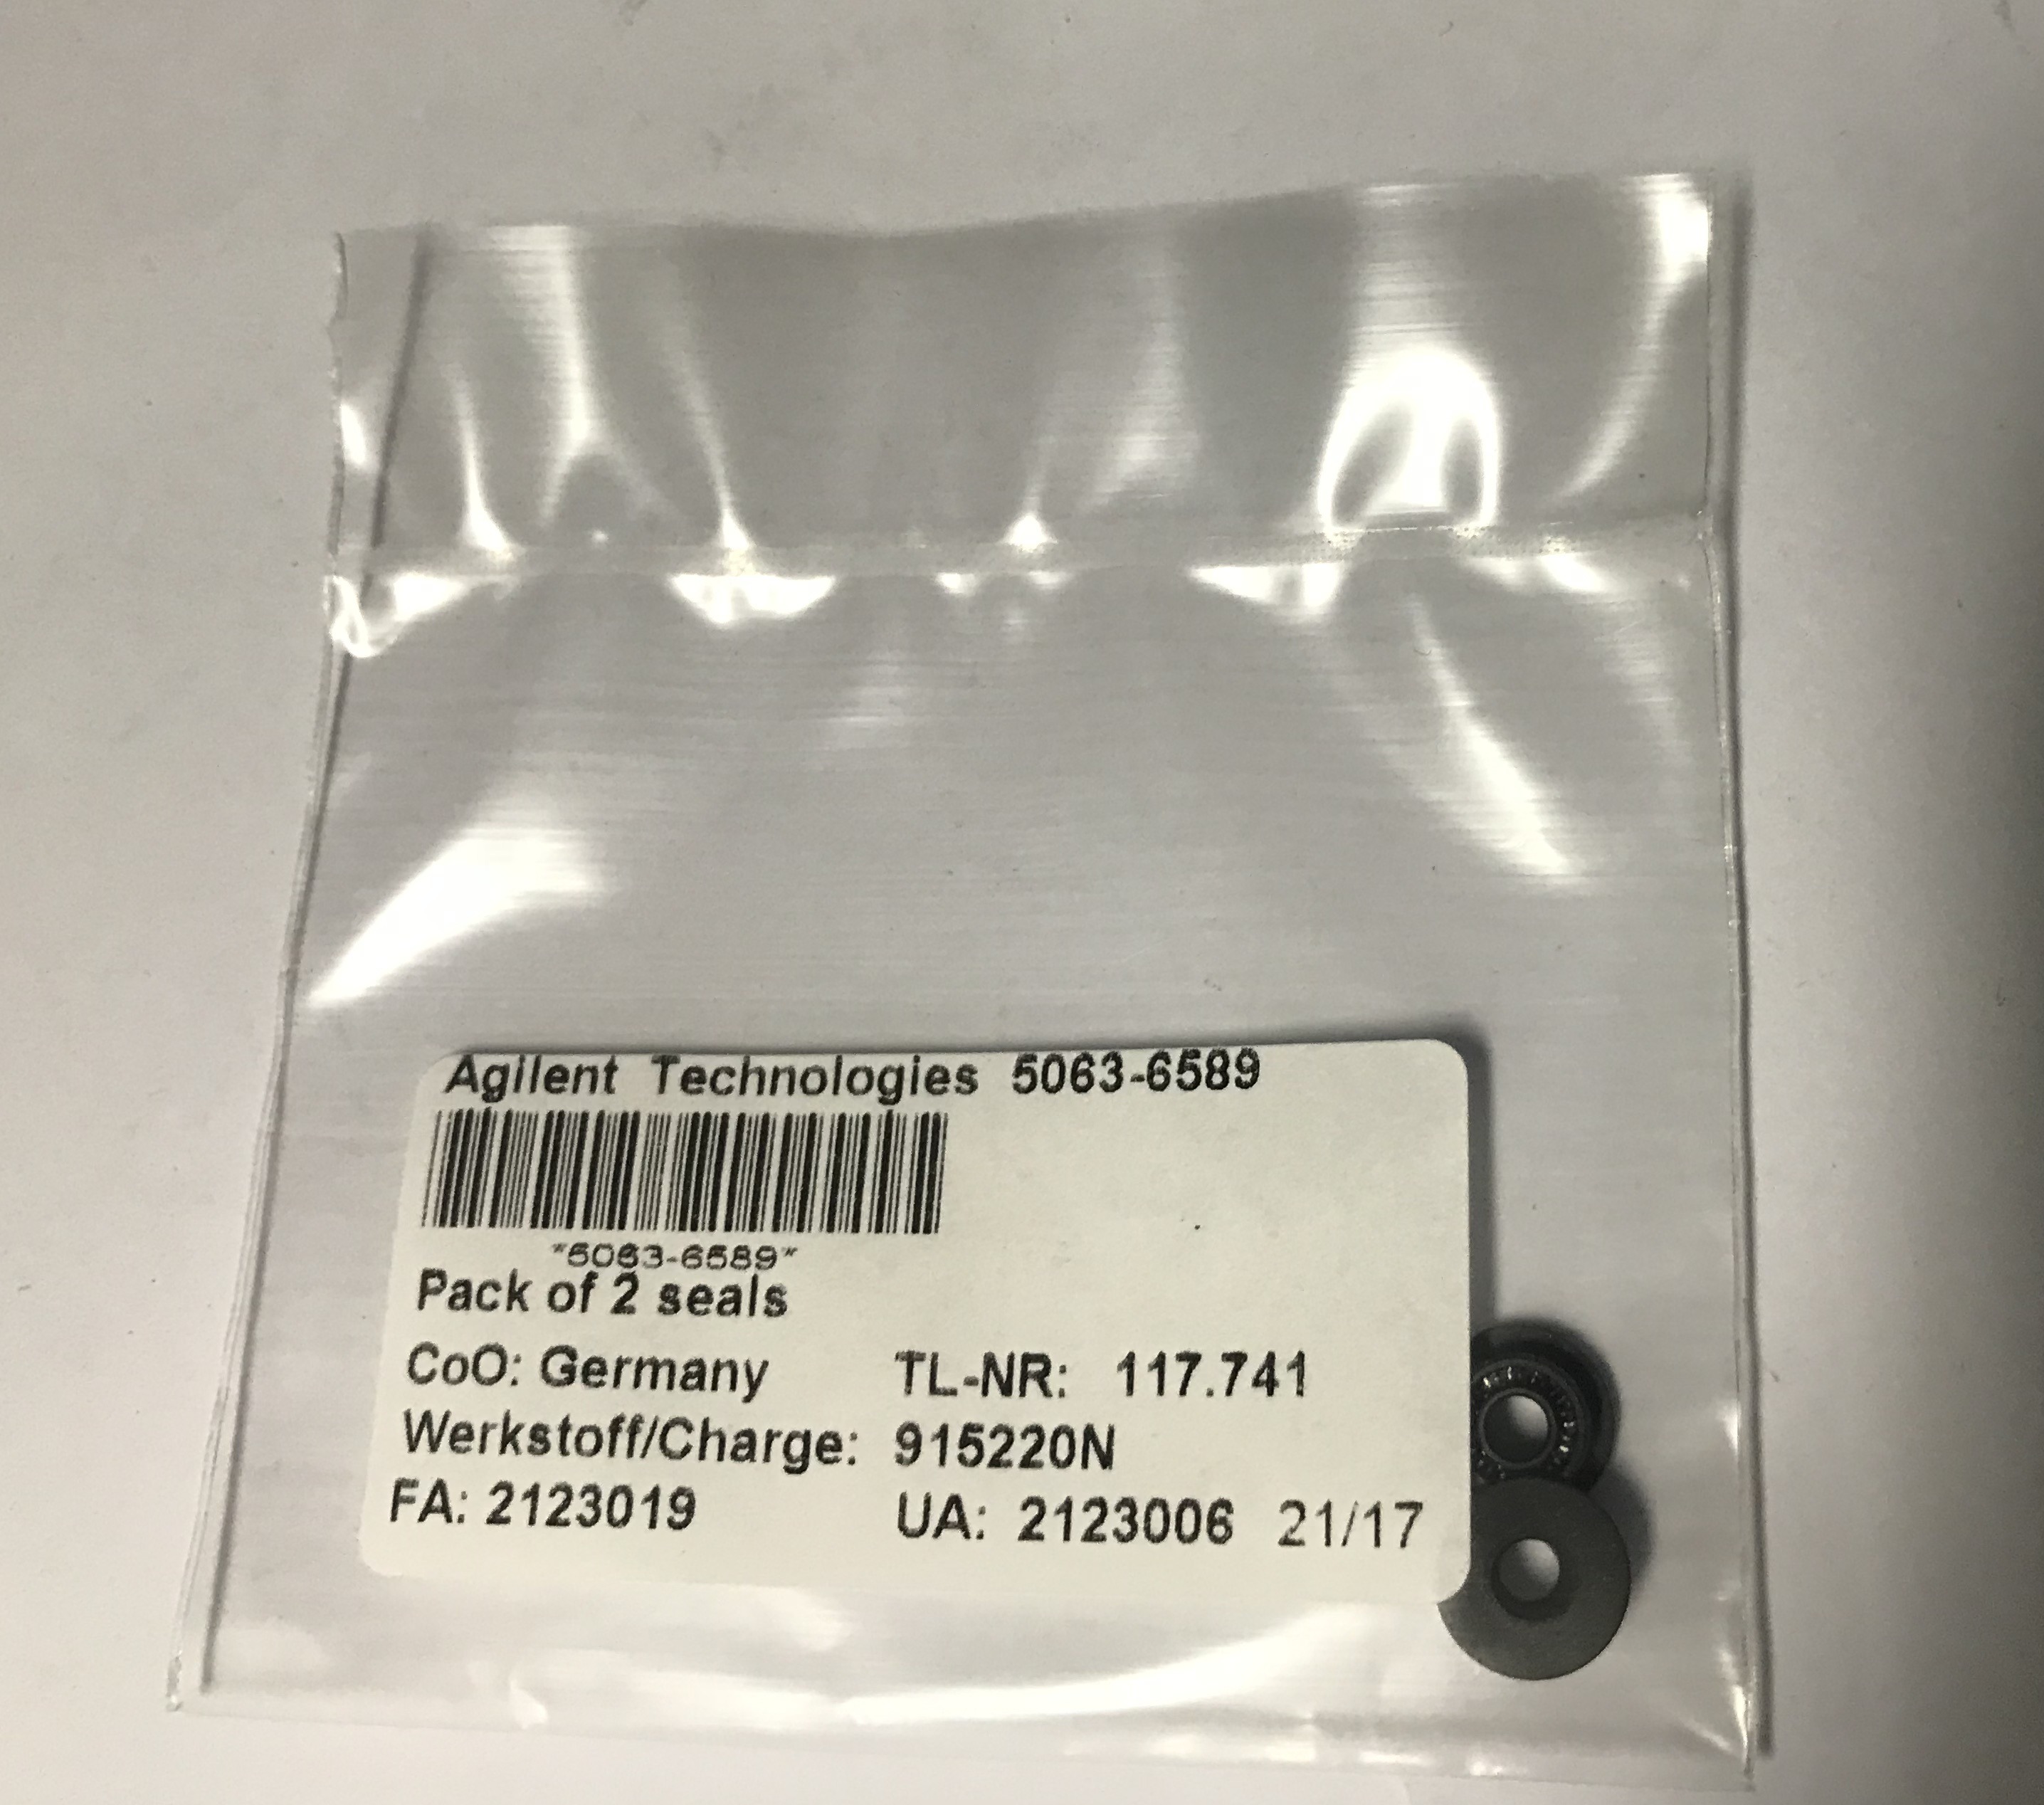 Agilent Technologies 5063-6589
*5063-6589*
Pack of 2 seals
CoO: Germany TL-NR: 117.741
Werkstoff/Charge: 915220N
FA: 2123019 UA: 2123006 21/17